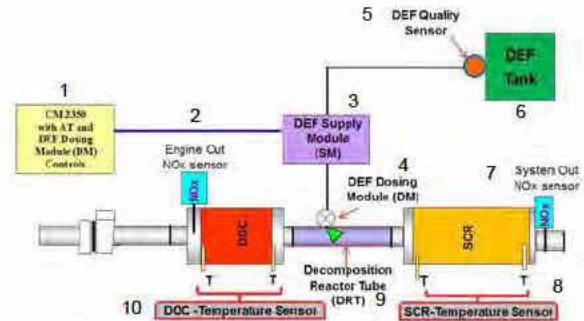 5
DEF Quality
Sensor
DEF
Tank
6
1
CM2350
with AT and
DEF Dosing
Module (DM)
Controls
2
3
DEF Supply
Module
(SM)
Engine Out
NOx sensor
NOx
4
DEF Dosing
Module (DM)
7
System Out
NOx sensor
NOx
DOC
SCR
T
T
T
T
Decomposition
Reactor Tube
(DRT)
9
10
DOC -Temperature Sensor
8
SCR-Temperature Sensor